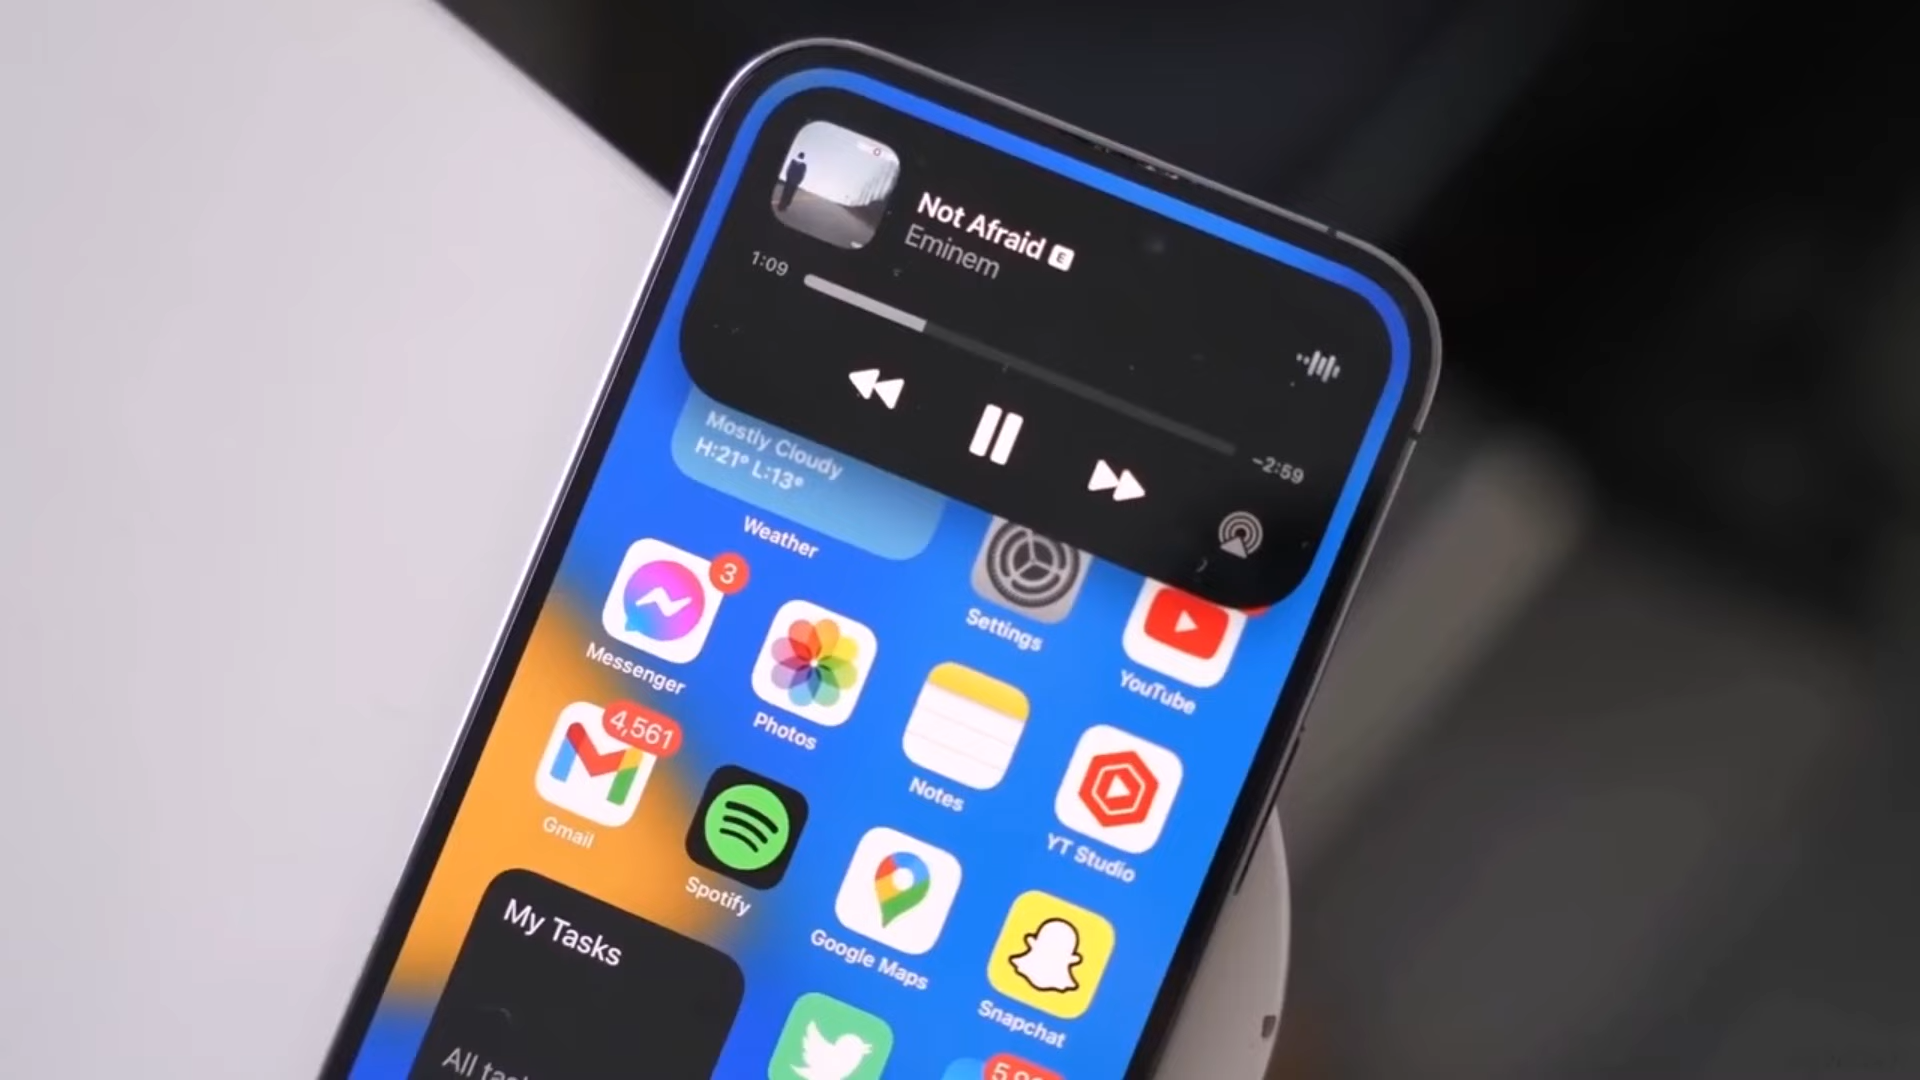 Not Afraid E
Eminem
1:09
-2:59
Mostly Cloudy
H:21° L:13°
Weather
Settings
YouTube
3
Messenger
Photos
Notes
YT Studio
4,561
Gmail
Spotify
Google Maps
Snapchat
My Tasks